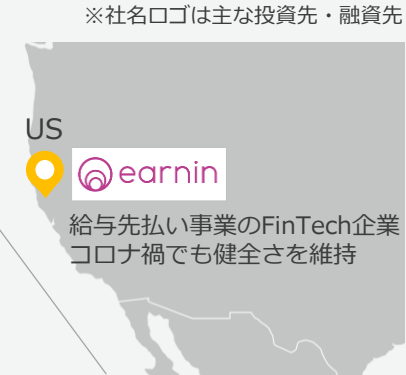 ※社名ロゴは主な投資先・融資先
US
earnin
給与先払い事業のFinTech企業
コロナ禍でも健全さを維持